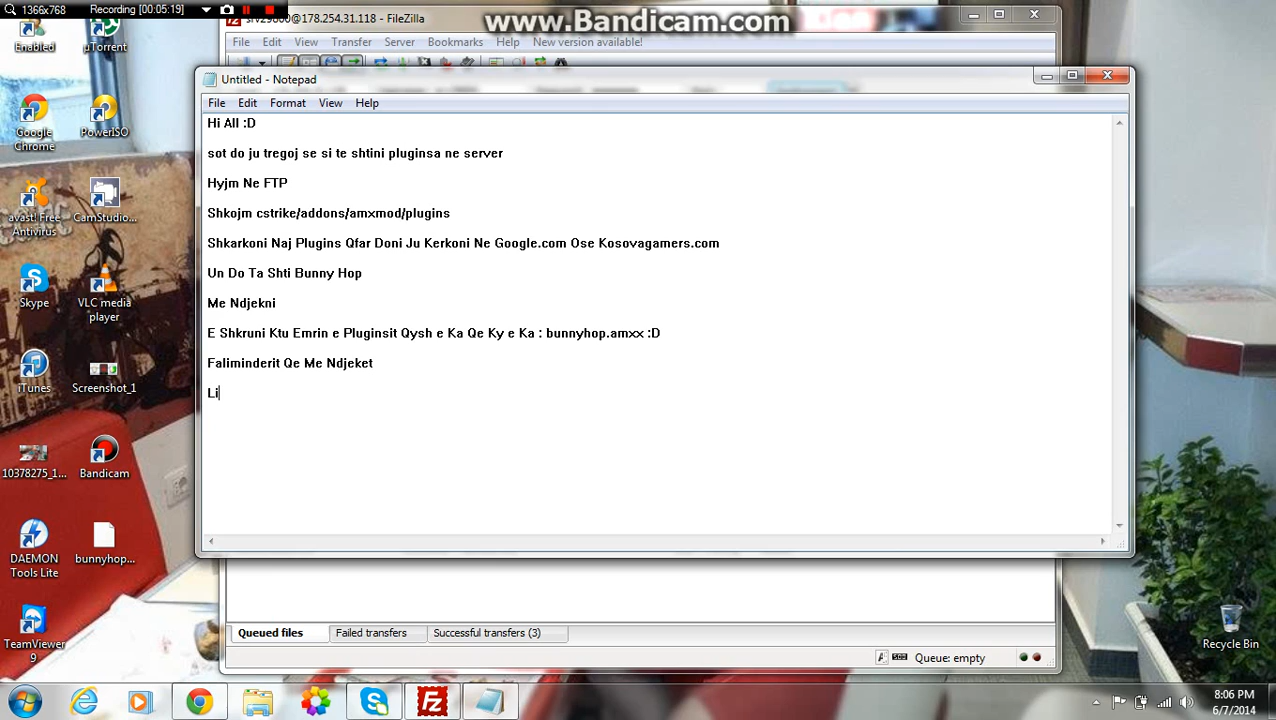 1366x768 Recording [00:05:19]
www.Bandicam.com
srv29000@178.254.31.118 - FileZilla
File Edit View Transfer Server Bookmarks Help New version available!
Untitled - Notepad
File Edit Format View Help
Hi All :D
sot do ju tregoj se si te shtini pluginsa ne server
Hyjm Ne FTP
Shkojm cstrike/addons/amxmod/plugins
Shkarkoni Naj Plugins Qfar Doni Ju Kerkoni Ne Google.com Ose Kosovagamers.com
Un Do Ta Shti Bunny Hop
Me Ndjekni
E Shkruni Ktu Emrin e Pluginsit Qysh e Ka Qe Ky e Ka : bunnyhop.amxx :D
Faliminderit Qe Me Ndjeket
Li
Enabled
µTorrent
Google
Chrome
PowerISO
avast! Free
Antivirus
CamStudio...
Skype
VLC media
player
iTunes
Screenshot_1
10378275_1...
Bandicam
DAEMON
Tools Lite
bunnyhop...
TeamViewer
9
Recycle Bin
Queued files Failed transfers Successful transfers (3)
Queue: empty
8:06 PM
6/7/2014